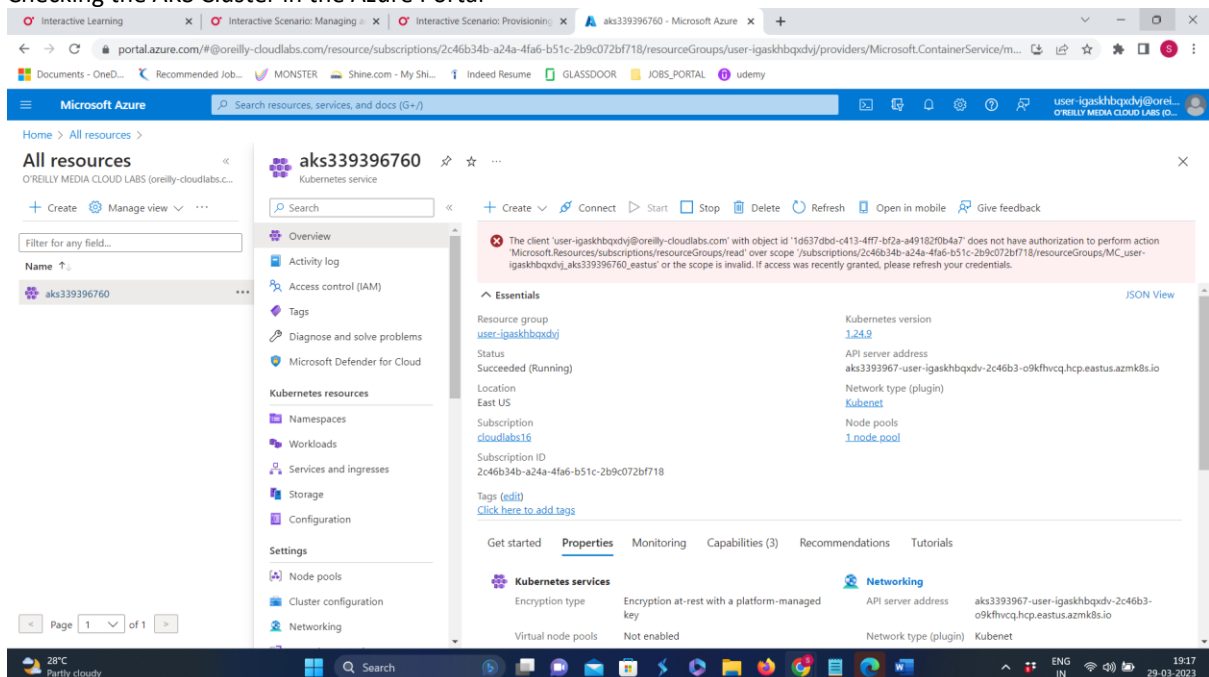 Checking the AKS Cluster in the Azure Portal
Interactive Learning
Interactive Scenario: Managing a
Interactive Scenario: Provisioning
aks339396760 - Microsoft Azure
portal.azure.com/#@oreilly-cloudlabs.com/resource/subscriptions/2c46b34b-a24a-4fa6-b51c-2b9c072bf718/resourceGroups/user-igaskhbqxdvj/providers/Microsoft.ContainerService/m...
Documents - OneD...
Recommended Job...
MONSTER
Shine.com - My Shi...
Indeed Resume
GLASSDOOR
JOBS_PORTAL
udemy
Microsoft Azure
Search resources, services, and docs (G+/)
user-igaskhbqxdvj@orei...
O'REILLY MEDIA CLOUD LABS (O...
Home > All resources >
All resources
O'REILLY MEDIA CLOUD LABS (oreilly-cloudlabs.c...
+ Create
Manage view
Filter for any field...
Name ↑
aks339396760
Page 1 of 1
aks339396760
Kubernetes service
Search
Overview
Activity log
Access control (IAM)
Tags
Diagnose and solve problems
Microsoft Defender for Cloud
Kubernetes resources
Namespaces
Workloads
Services and ingresses
Storage
Configuration
Settings
Node pools
Cluster configuration
Networking
+ Create
Connect
Start
Stop
Delete
Refresh
Open in mobile
Give feedback
The client 'user-igaskhbqxdvj@oreilly-cloudlabs.com' with object id '1d637dbd-c413-4ff7-bf2a-a49182f0b4a7' does not have authorization to perform action
'Microsoft.Resources/subscriptions/resourceGroups/read' over scope '/subscriptions/2c46b34b-a24a-4fa6-b51c-2b9c072bf718/resourceGroups/MC_user-
igaskhbqxdvj_aks339396760_eastus' or the scope is invalid. If access was recently granted, please refresh your credentials.
Essentials
JSON View
Resource group
user-igaskhbqxdvj
Status
Succeeded (Running)
Location
East US
Subscription
cloudlabs16
Subscription ID
2c46b34b-a24a-4fa6-b51c-2b9c072bf718
Tags (edit)
Click here to add tags
Kubernetes version
1.24.9
API server address
aks3393967-user-igaskhbqxdv-2c46b3-o9kfhvcq.hcp.eastus.azmk8s.io
Network type (plugin)
Kubenet
Node pools
1 node pool
Get started
Properties
Monitoring
Capabilities (3)
Recommendations
Tutorials
Kubernetes services
Encryption type
Encryption at-rest with a platform-managed
key
Virtual node pools
Not enabled
Networking
API server address
aks3393967-user-igaskhbqxdv-2c46b3-
o9kfhvcq.hcp.eastus.azmk8s.io
Network type (plugin)
Kubenet
28°C
Partly cloudy
Search
ENG
IN
19:17
29-03-2023